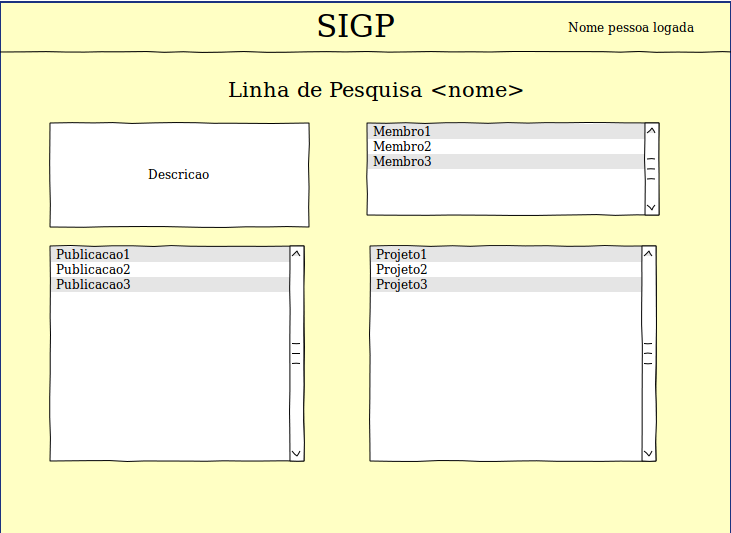 SIGP
Nome pessoa logada
Linha de Pesquisa <nome>
Descricao
Membro1
Membro2
Membro3
Publicacao1
Publicacao2
Publicacao3
Projeto1
Projeto2
Projeto3